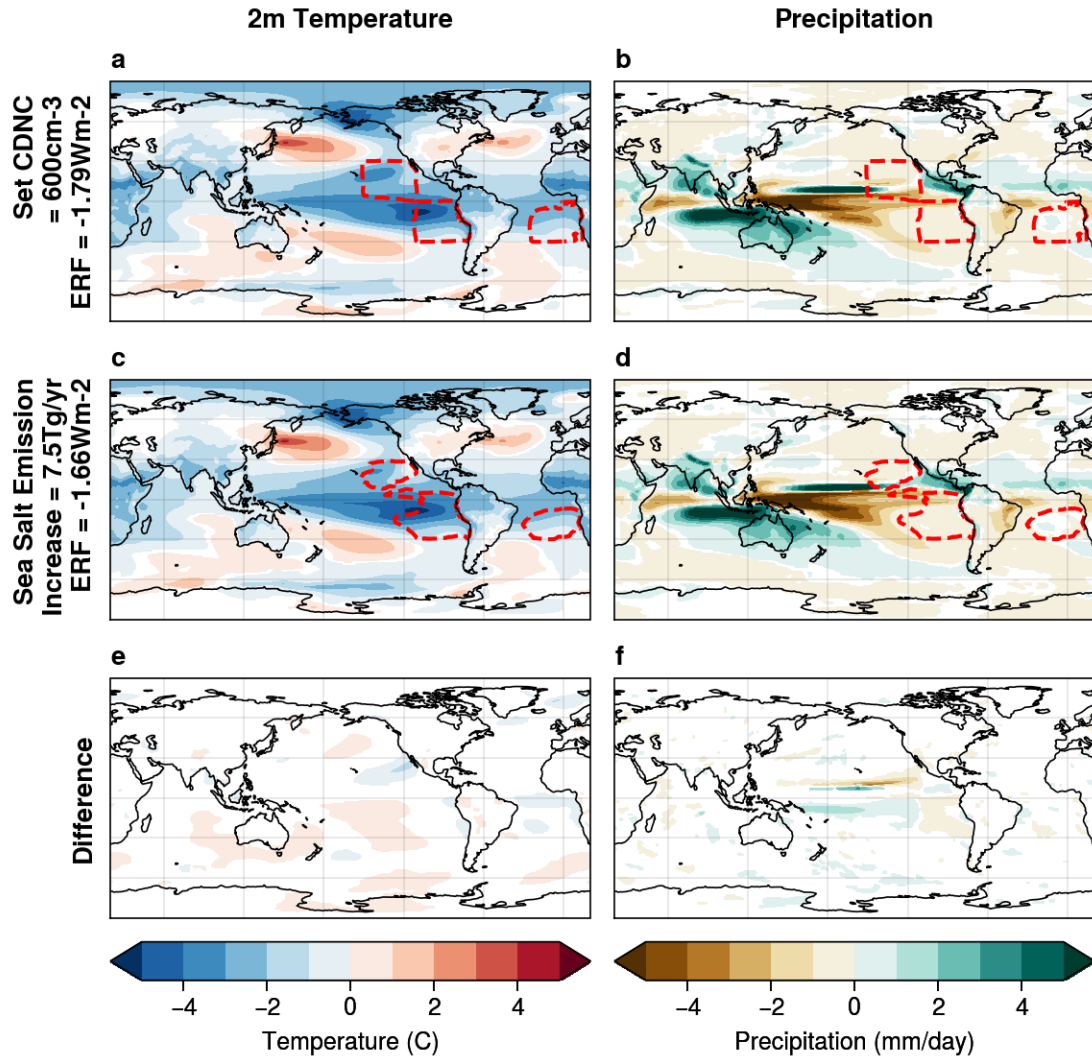 2m Temperature
Precipitation
a
b
Set CDNC
= 600cm-3
ERF = -1.79Wm-2
c
d
Sea Salt Emission
Increase = 7.5Tg/yr
ERF = -1.66Wm-2
e
f
Difference
−4
−2
0
2
4
Temperature (C)
−4
−2
0
2
4
Precipitation (mm/day)